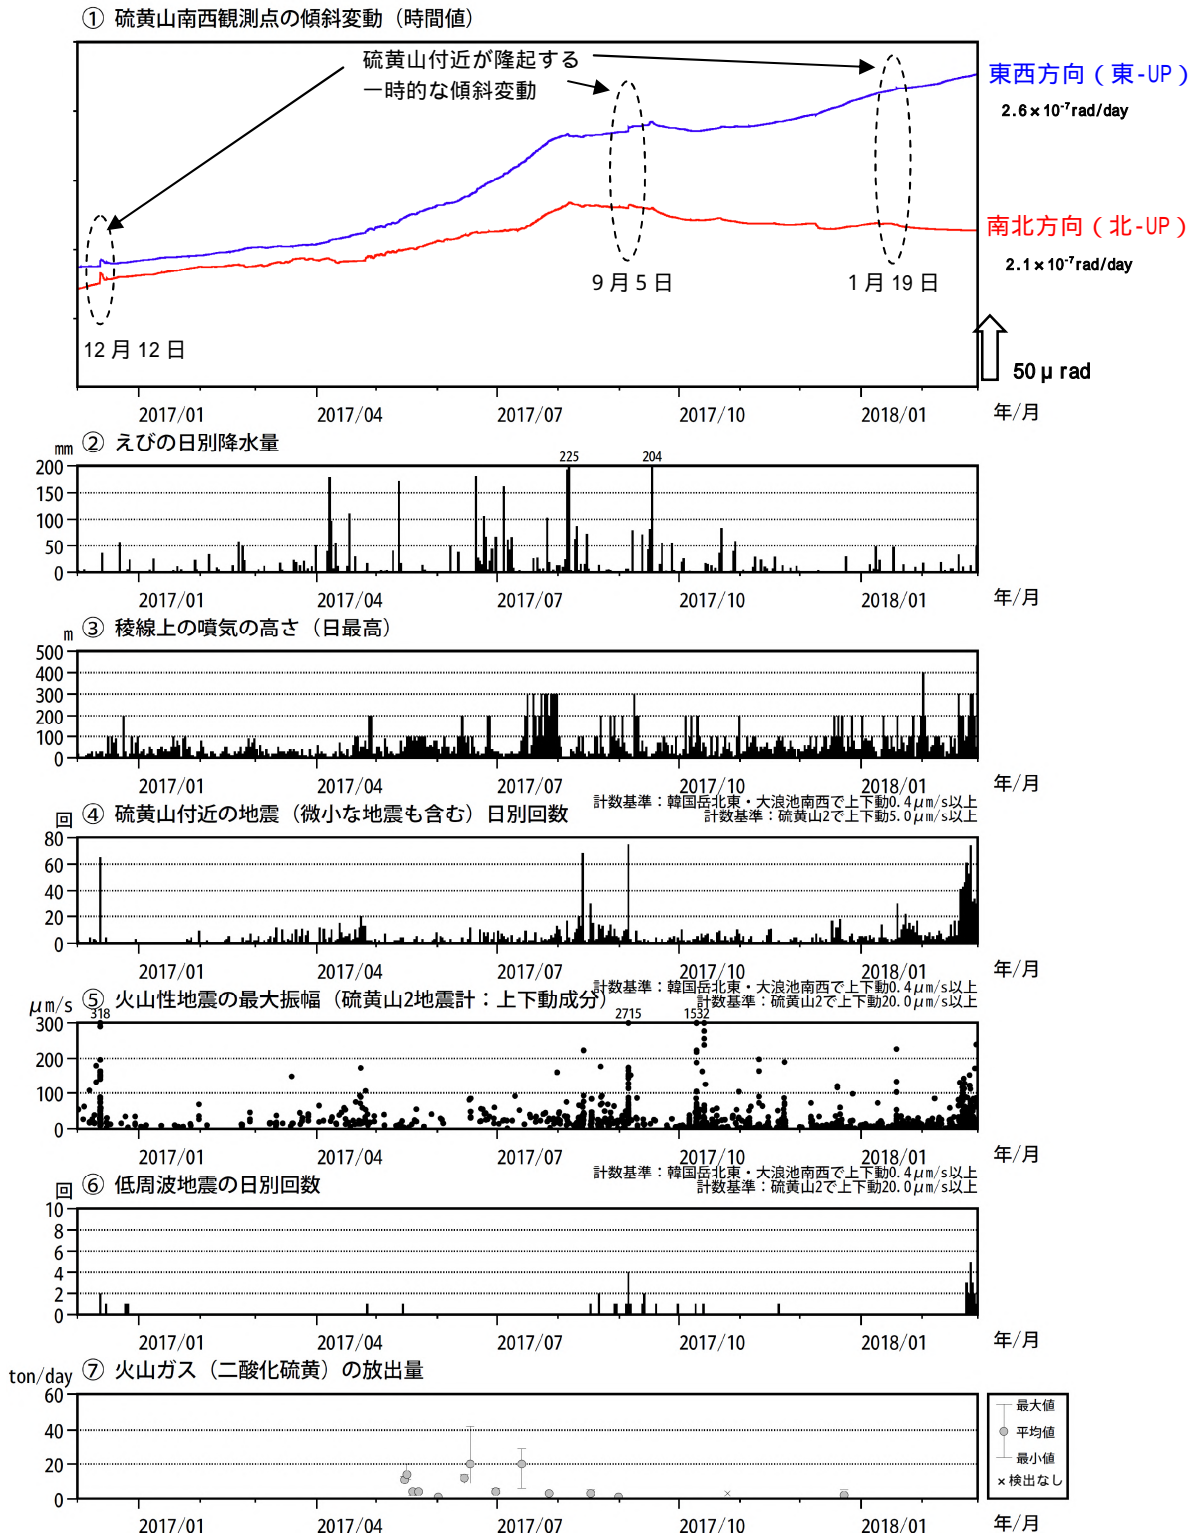 ① 硫黄山南西観測点の傾斜変動（時間値）
硫黄山付近が隆起する
一時的な傾斜変動
東西方向（東-UP）
2.6×10⁻⁷rad/day
南北方向（北-UP）
2.1×10⁻⁷rad/day
12月12日
9月5日
1月19日
50μrad
2017/01 2017/04 2017/07 2017/10 2018/01 年/月
mm ② えびの日別降水量
225 204
200
150
100
50
0
2017/01 2017/04 2017/07 2017/10 2018/01 年/月
m ③ 稜線上の噴気の高さ（日最高）
500
400
300
200
100
0
2017/01 2017/04 2017/07 2017/10 2018/01 年/月
計数基準：韓国岳北東・大浪池南西で上下動0.4μm/s以上
計数基準：硫黄山2で上下動5.0μm/s以上
回 ④ 硫黄山付近の地震（微小な地震も含む）日別回数
80
60
40
20
0
2017/01 2017/04 2017/07 2017/10 2018/01 年/月
計数基準：韓国岳北東・大浪池南西で上下動0.4μm/s以上
計数基準：硫黄山2で上下動20.0μm/s以上
μm/s ⑤ 火山性地震の最大振幅（硫黄山2地震計：上下動成分）
318 2715 1532
300
200
100
0
2017/01 2017/04 2017/07 2017/10 2018/01 年/月
計数基準：韓国岳北東・大浪池南西で上下動0.4μm/s以上
計数基準：硫黄山2で上下動20.0μm/s以上
回 ⑥ 低周波地震の日別回数
10
8
6
4
2
0
2017/01 2017/04 2017/07 2017/10 2018/01 年/月
ton/day ⑦ 火山ガス（二酸化硫黄）の放出量
60
40
20
0
最大値
平均値
最小値
×検出なし
2017/01 2017/04 2017/07 2017/10 2018/01 年/月